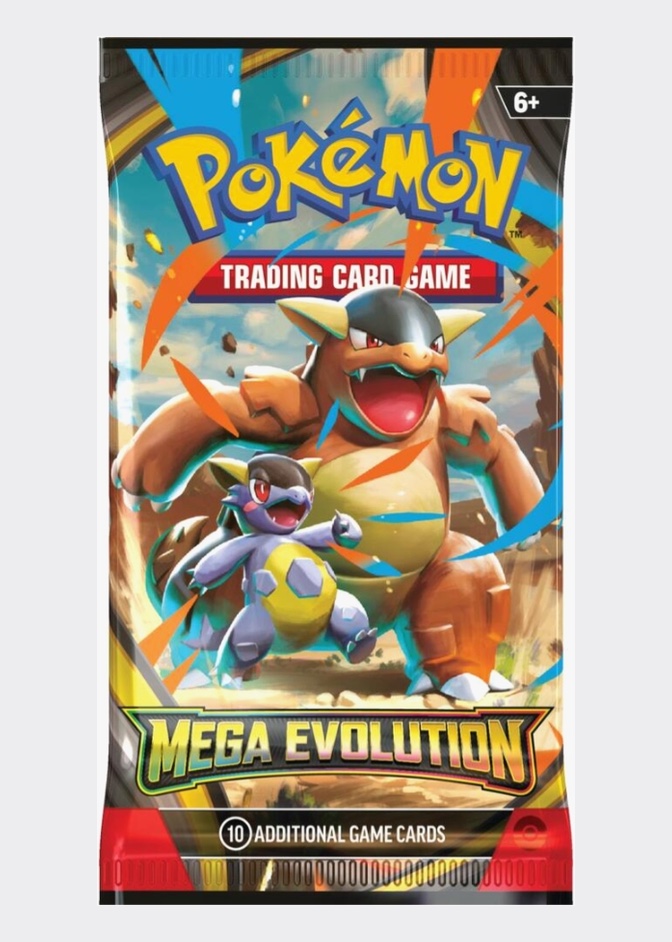 6+
POKÉMON
TM
TRADING CARD GAME
MEGA EVOLUTION
10 ADDITIONAL GAME CARDS